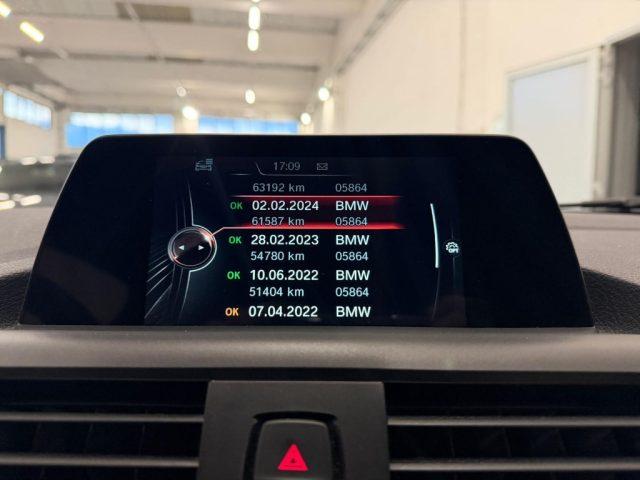 17:09
63192 km 05864
OK 02.02.2024 BMW
61587 km 05864
OK 28.02.2023 BMW
54780 km 05864
OK 10.06.2022 BMW
51404 km 05864
OK 07.04.2022 BMW
OPT